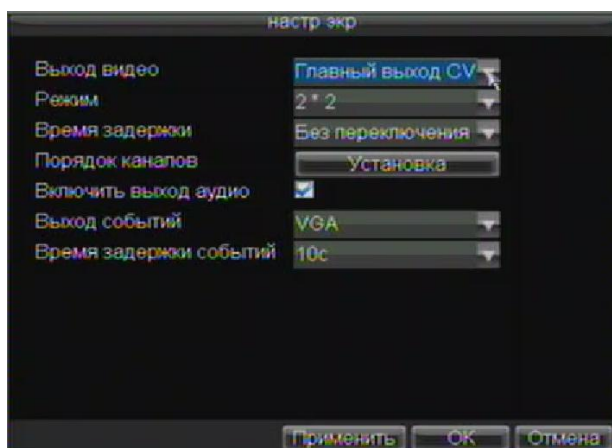 настр экр
Выход видео Главный выход CV
Режим 2 * 2
Время задержки Без переключения
Порядок каналов Установка
Включить выход аудио
Выход событий VGA
Время задержки событий 10с
Применить OK Отмена